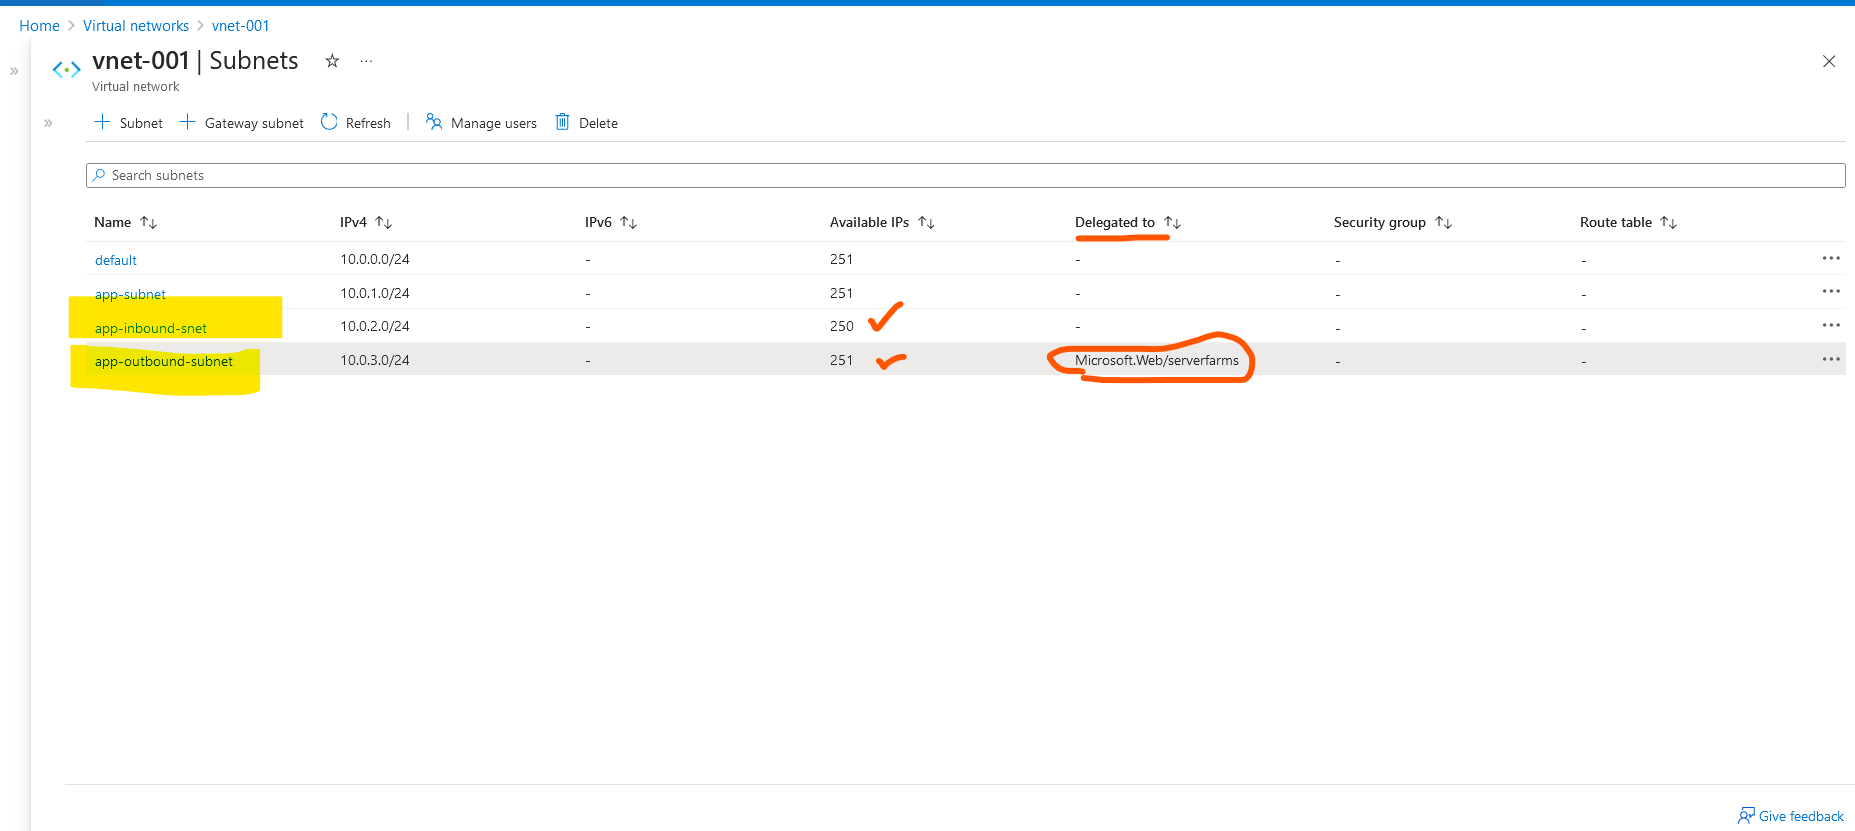 Home > Virtual networks > vnet-001
vnet-001 | Subnets
Virtual network
Subnet Gateway subnet Refresh Manage users Delete
Search subnets
Name IPv4 IPv6 Available IPs Delegated to Security group Route table
default 10.0.0.0/24 - 251 - - -
app-subnet 10.0.1.0/24 - 251 - - -
app-inbound-snet 10.0.2.0/24 - 250 - - -
app-outbound-subnet 10.0.3.0/24 - 251 Microsoft.Web/serverfarms - -
Give feedback